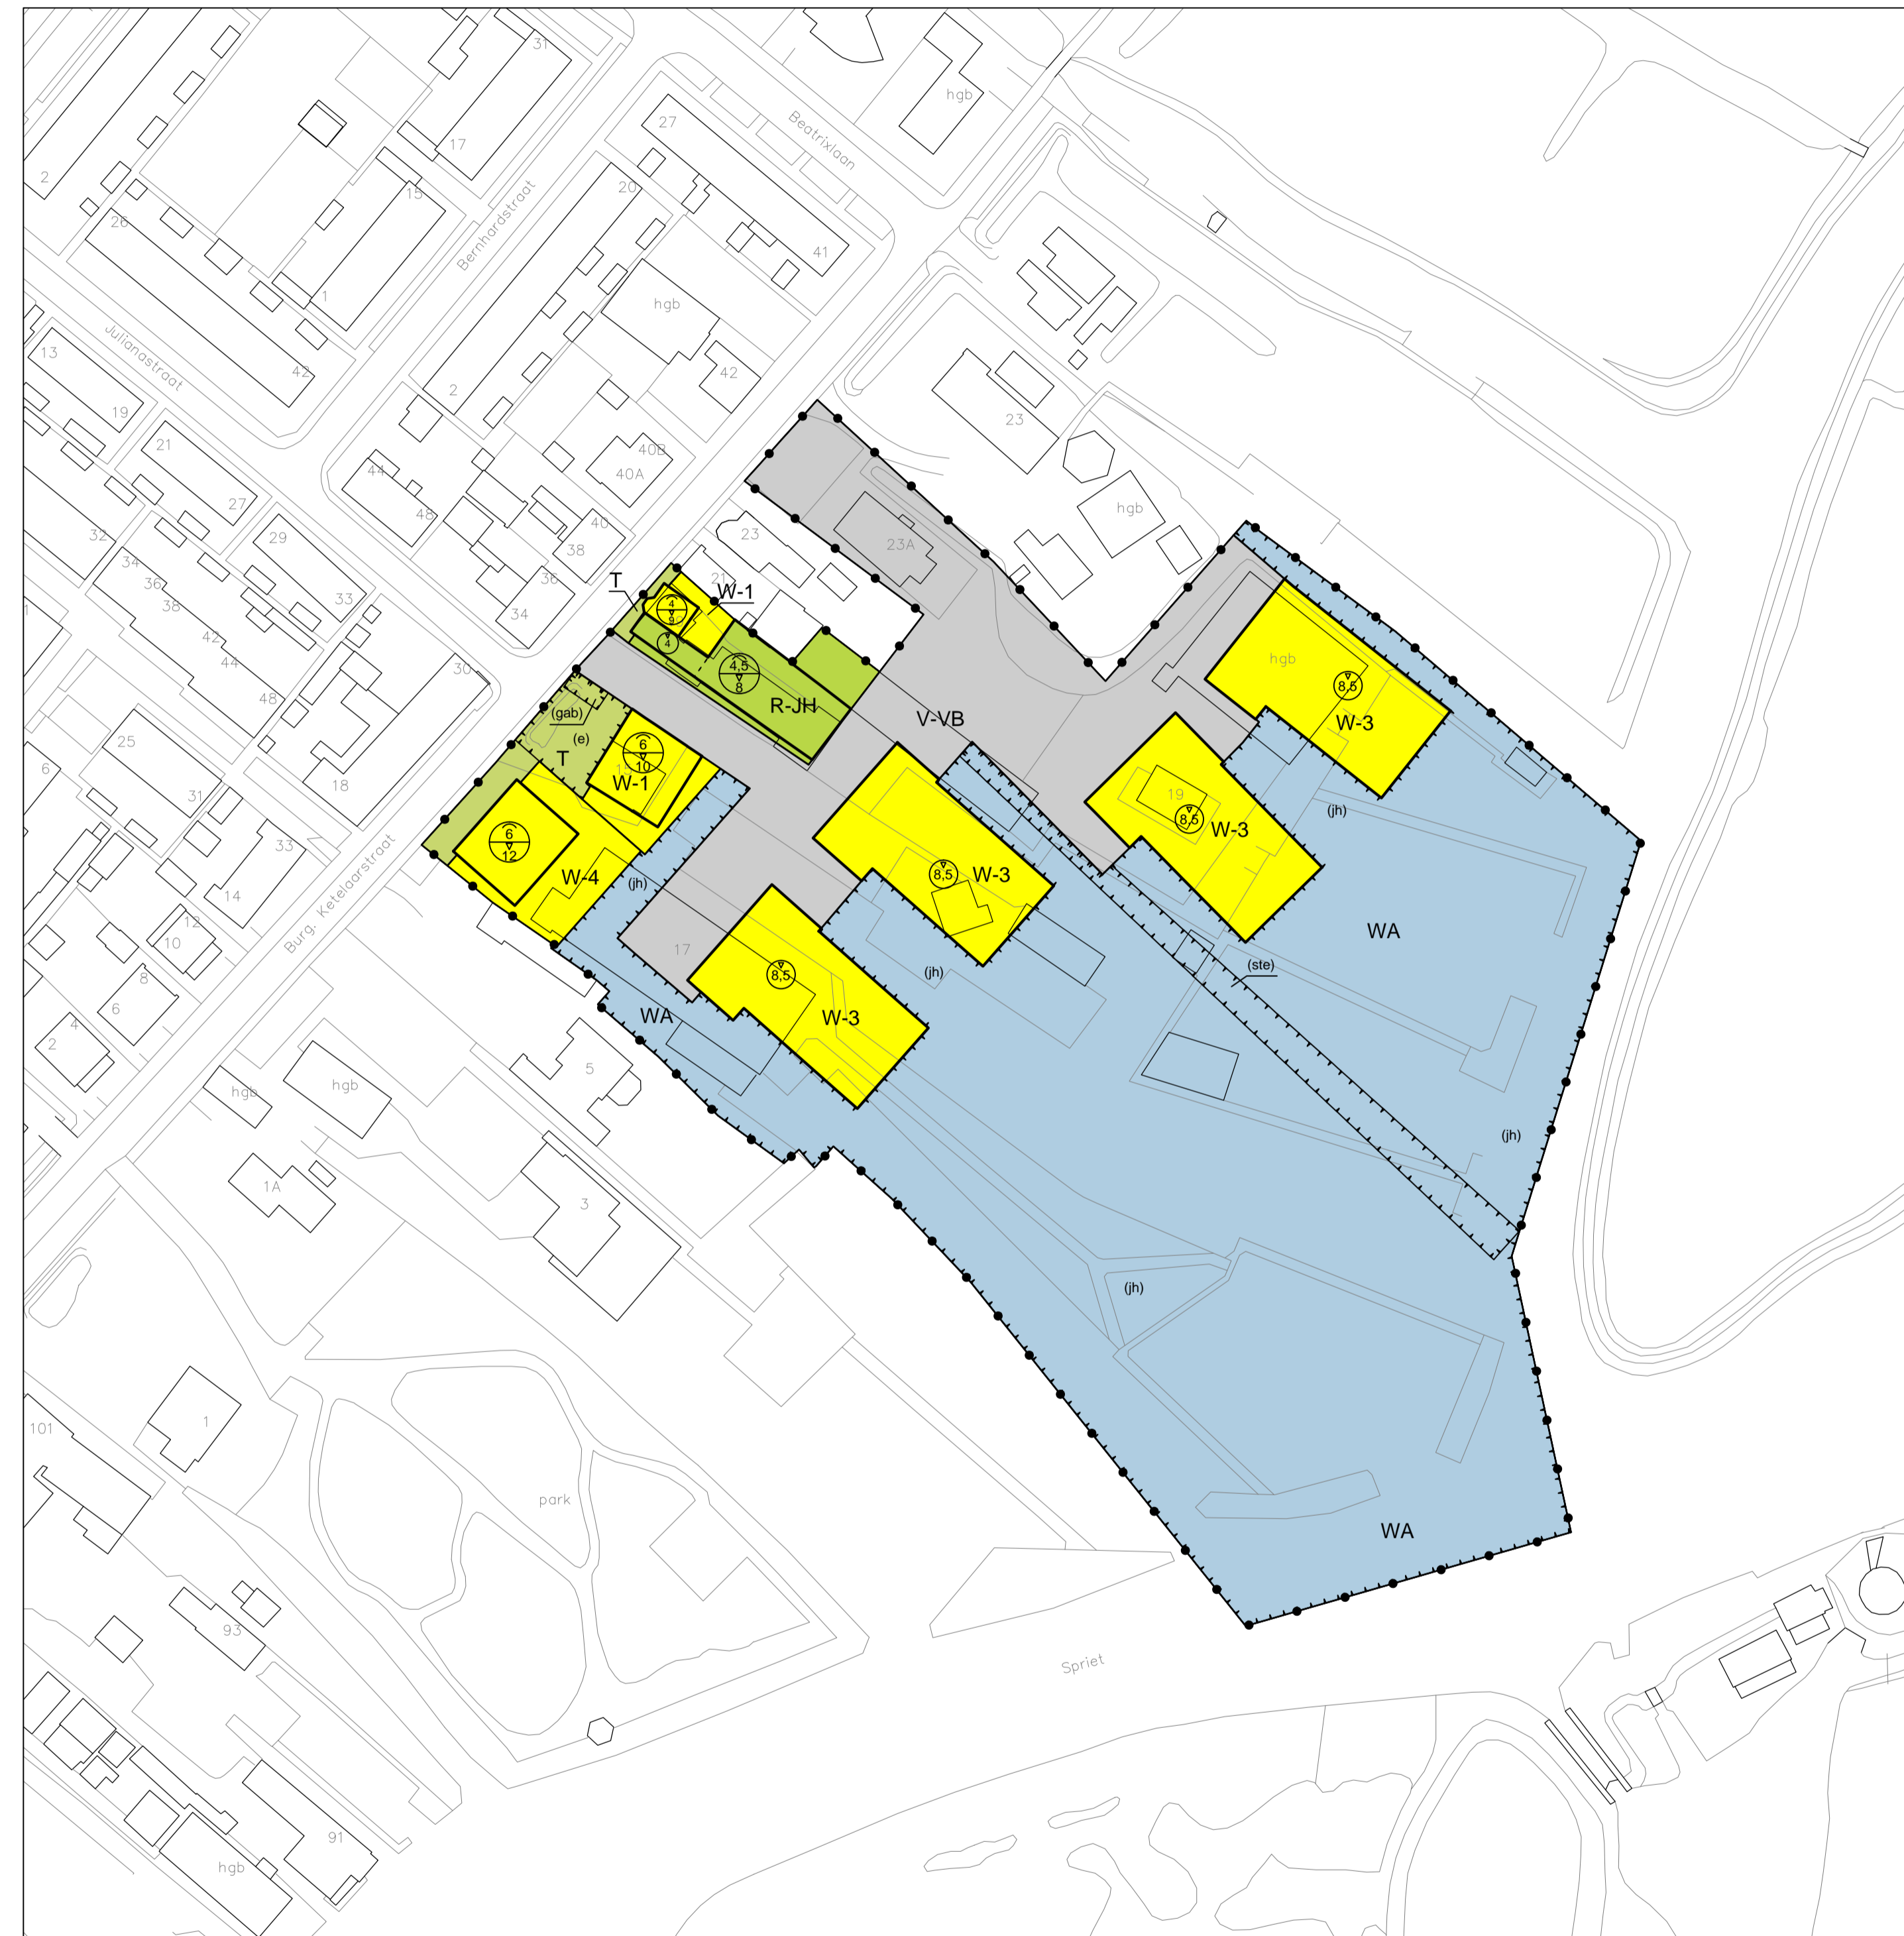 31
2
17
15
26
1
27
20
Beatrixlaan
hgb
Bernhardstraat
41
hgb
2
42
Julianastraat
13
19
42
21
27
44
48
40B
40A
23
hgb
32
34
36
38
29
33
42
44
48
40
38
36
34
23
23A
21
T
W-1
4
9
4
4,5
8
R-JH
V-VB
hgb
8,5
W-3
30
(gab)
(e)
T
6
10
15
W-1
6
12
W-4
(jh)
19
8,5
W-3
(jh)
25
6
31
18
33
14
12
10
8
6
4
2
Burg. Ketelaarstraat
8,5
W-3
WA
17
8,5
W-3
(jh)
(ste)
WA
(jh)
hgb
hgb
5
1A
3
(jh)
1
101
park
WA
93
Spriet
91
hgb